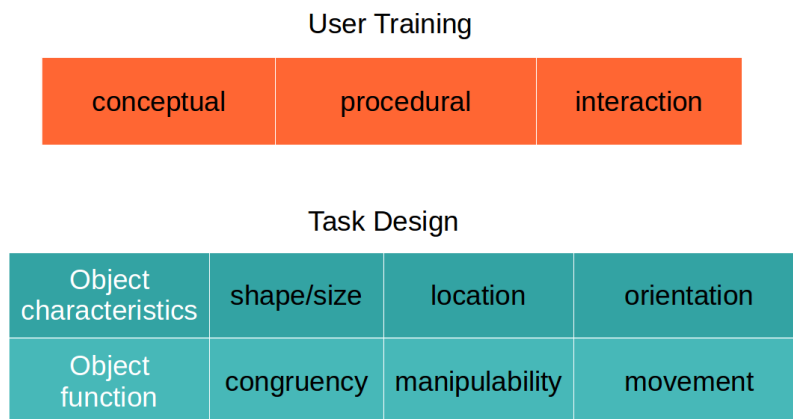 User Training
conceptual procedural interaction
Task Design
Object
characteristics
shape/size location orientation
Object
function
congruency manipulability movement